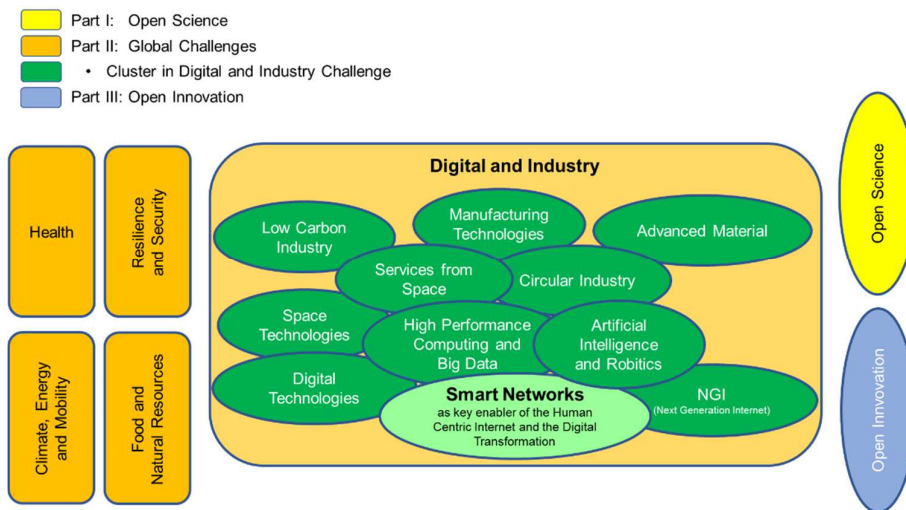 Part I: Open Science
Part II: Global Challenges
• Cluster in Digital and Industry Challenge
Part III: Open Innovation
Digital and Industry
Health
Resilience
and Security
Climate, Energy
and Mobility
Food and
Natural Resources
Low Carbon
Industry
Manufacturing
Technologies
Advanced Material
Services from
Space
Circular Industry
Space
Technologies
High Performance
Computing and
Big Data
Artificial
Intelligence
and Robitics
Digital
Technologies
Smart Networks
as key enabler of the Human
Centric Internet and the Digital
Transformation
NGI
(Next Generation Internet)
Open Science
Open Innvovation